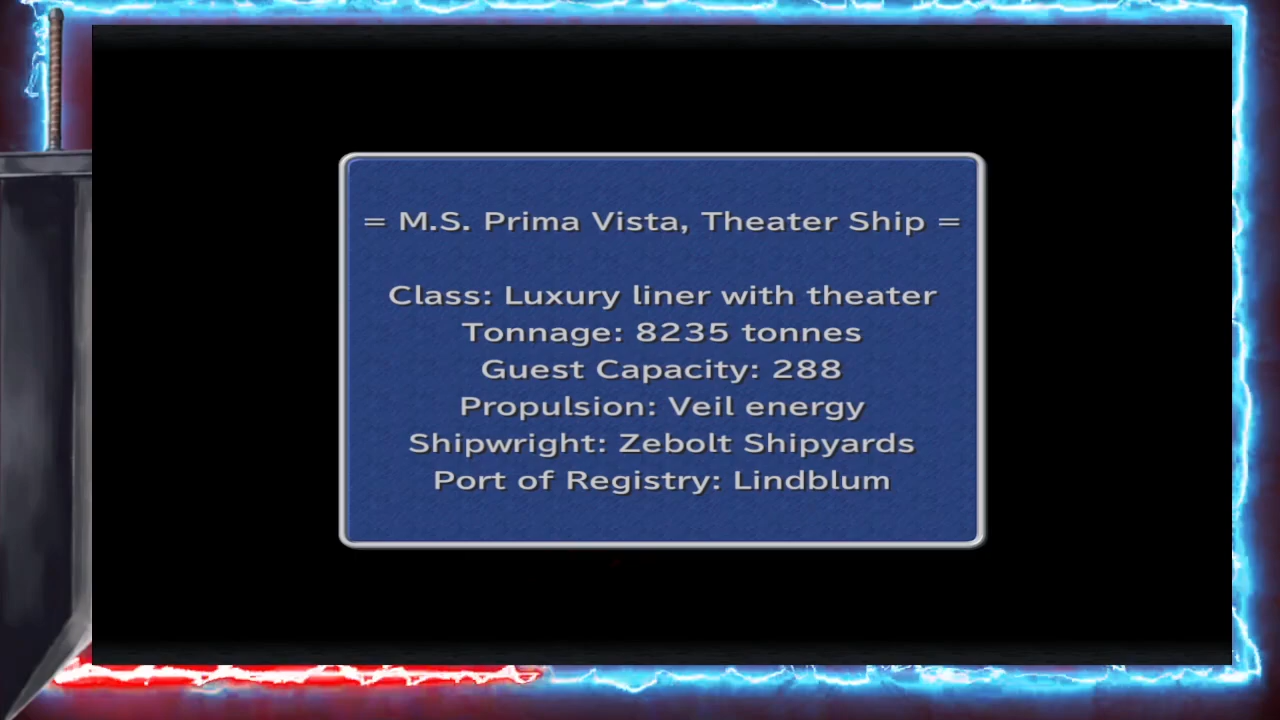 = M.S. Prima Vista, Theater Ship =
Class: Luxury liner with theater
Tonnage: 8235 tonnes
Guest Capacity: 288
Propulsion: Veil energy
Shipwright: Zebolt Shipyards
Port of Registry: Lindblum